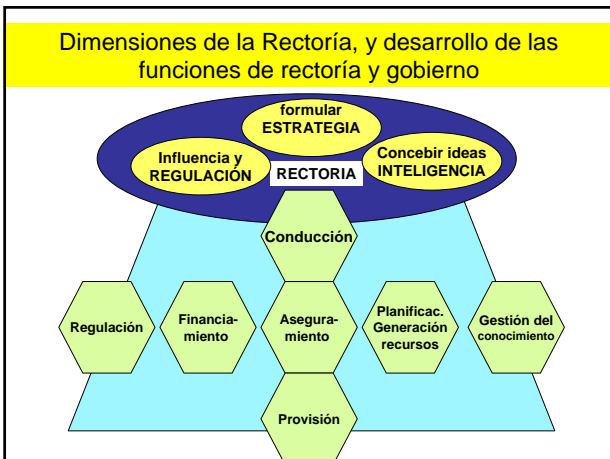 Dimensiones de la Rectoría, y desarrollo de las
funciones de rectoría y gobierno
formular
ESTRATEGIA
Influencia y
REGULACIÓN
Concebir ideas
INTELIGENCIA
RECTORIA
Conducción
Regulación
Financia-
miento
Asegura-
miento
Planificac.
Generación
recursos
Gestión del
conocimiento
Provisión